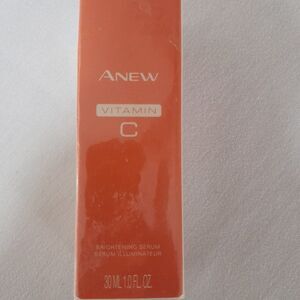 ANEW
VITAMIN
C
BRIGHTENING SERUM
SÉRUM ILLUMINATEUR
30 ML 1.0 FL. OZ.